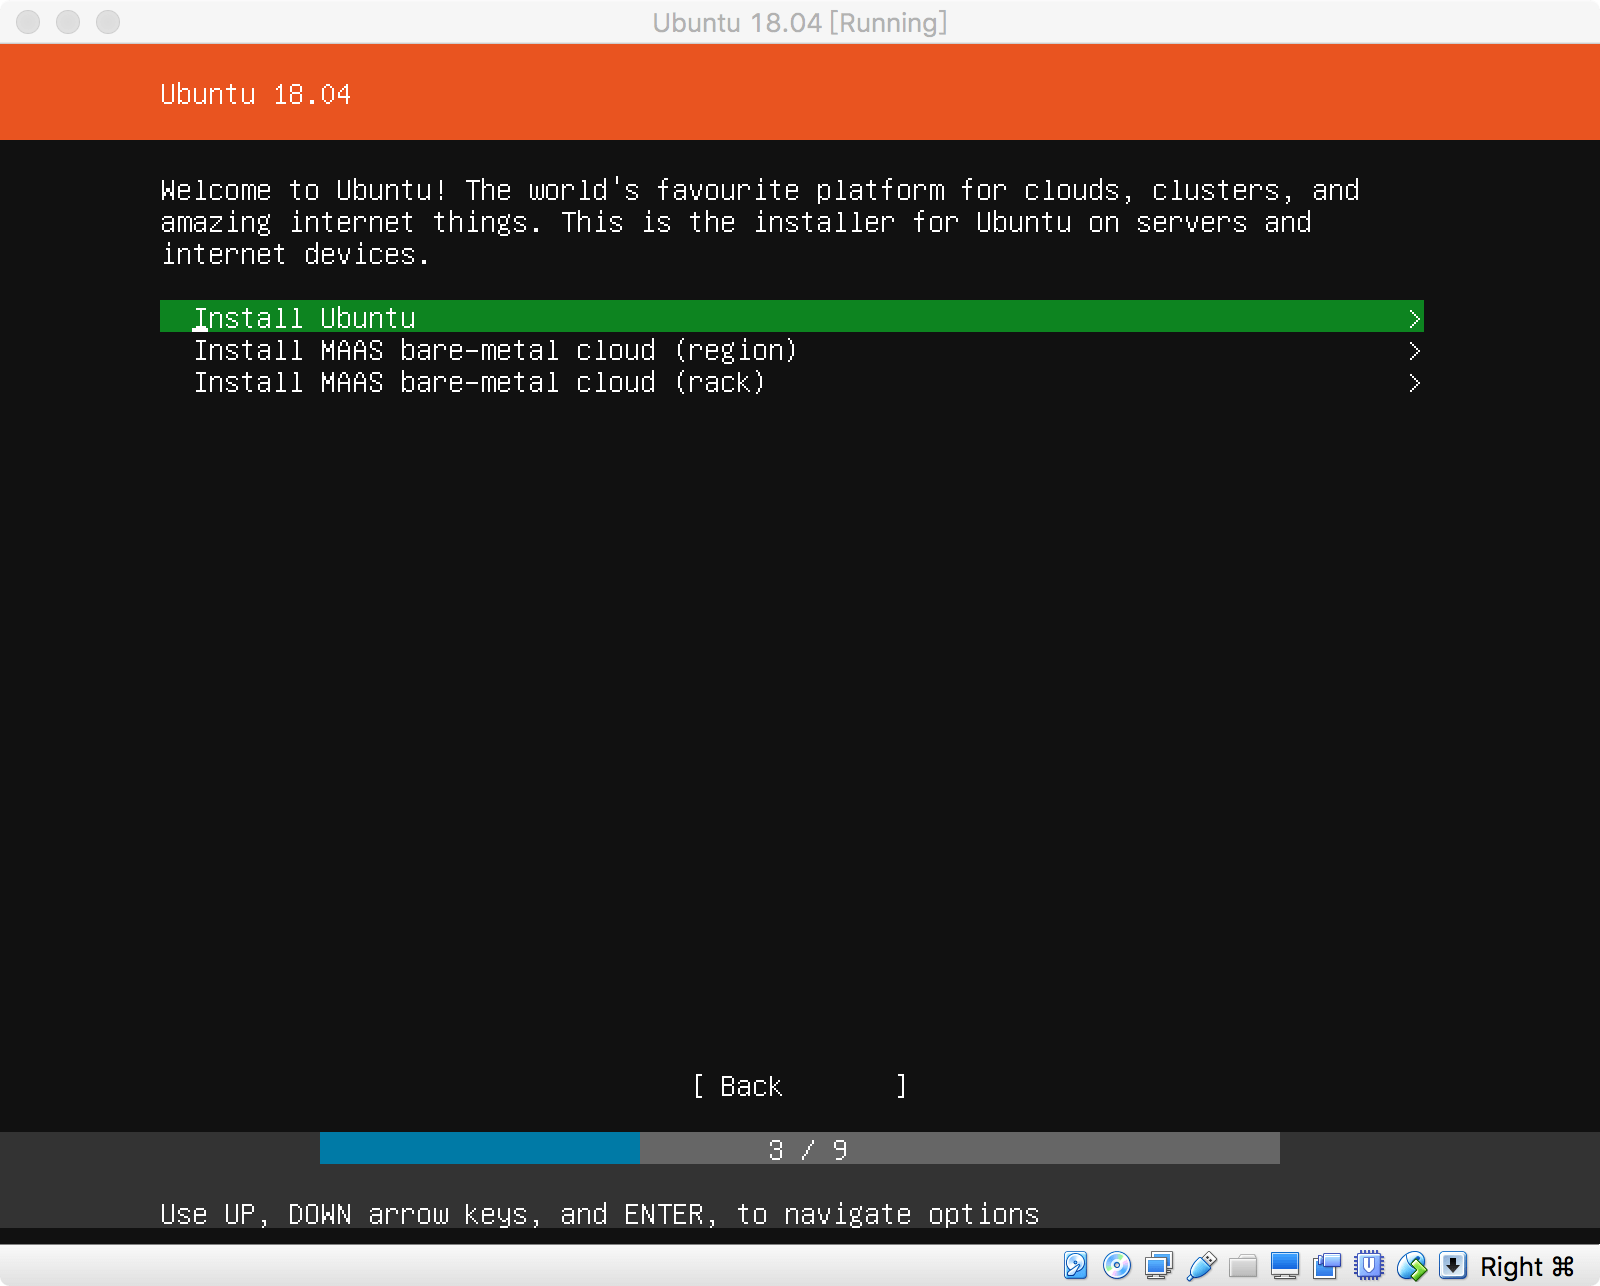 Ubuntu 18.04 [Running]
Ubuntu 18.04
Welcome to Ubuntu! The world's favourite platform for clouds, clusters, and
amazing internet things. This is the installer for Ubuntu on servers and
internet devices.
Install Ubuntu >
Install MAAS bare-metal cloud (region) >
Install MAAS bare-metal cloud (rack) >
[ Back ]
3 / 9
Use UP, DOWN arrow keys, and ENTER, to navigate options
Right ⌘